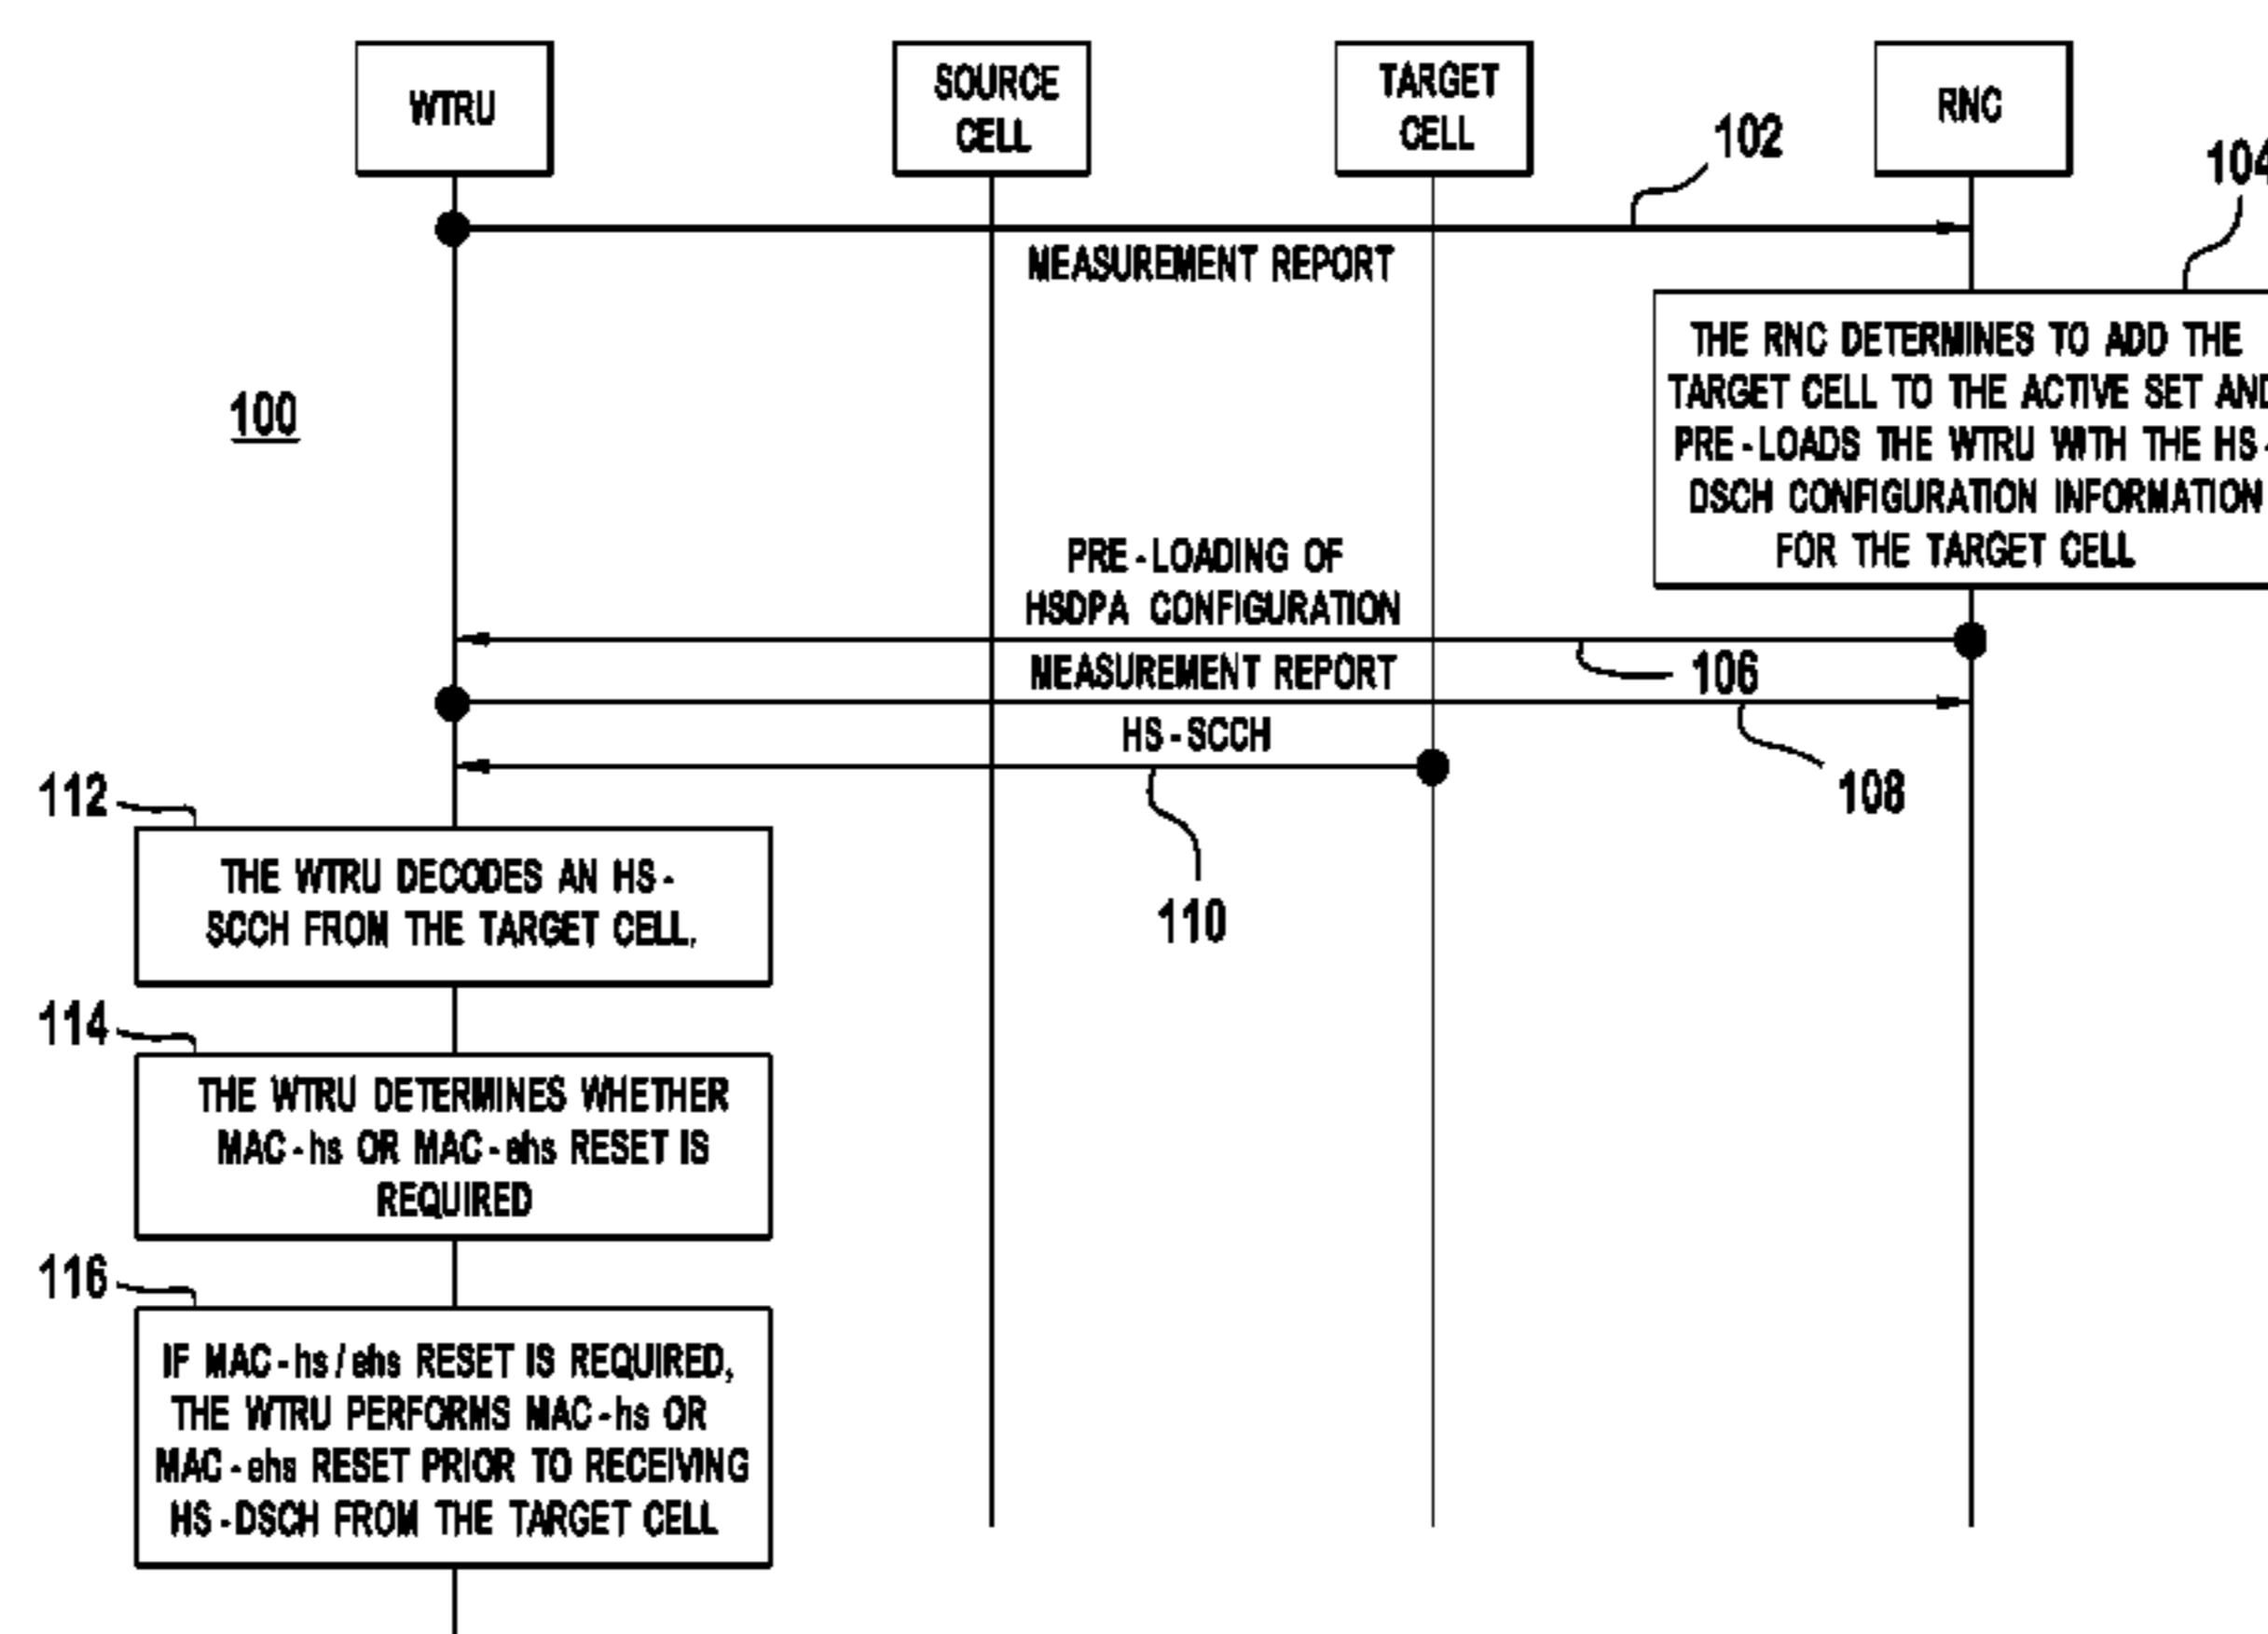 WTRU
SOURCE
CELL
TARGET
CELL
RNC
102
104
MEASUREMENT REPORT
THE RNC DETERMINES TO ADD THE
TARGET CELL TO THE ACTIVE SET AND
PRE-LOADS THE WTRU WITH THE HS-
DSCH CONFIGURATION INFORMATION
FOR THE TARGET CELL
100
PRE-LOADING OF
HSDPA CONFIGURATION
106
MEASUREMENT REPORT
108
HS-SCCH
110
112
THE WTRU DECODES AN HS-
SCCH FROM THE TARGET CELL.
114
THE WTRU DETERMINES WHETHER
MAC-hs OR MAC-ehs RESET IS
REQUIRED
116
IF MAC-hs/ehs RESET IS REQUIRED,
THE WTRU PERFORMS MAC-hs OR
MAC-ehs RESET PRIOR TO RECEIVING
HS-DSCH FROM THE TARGET CELL